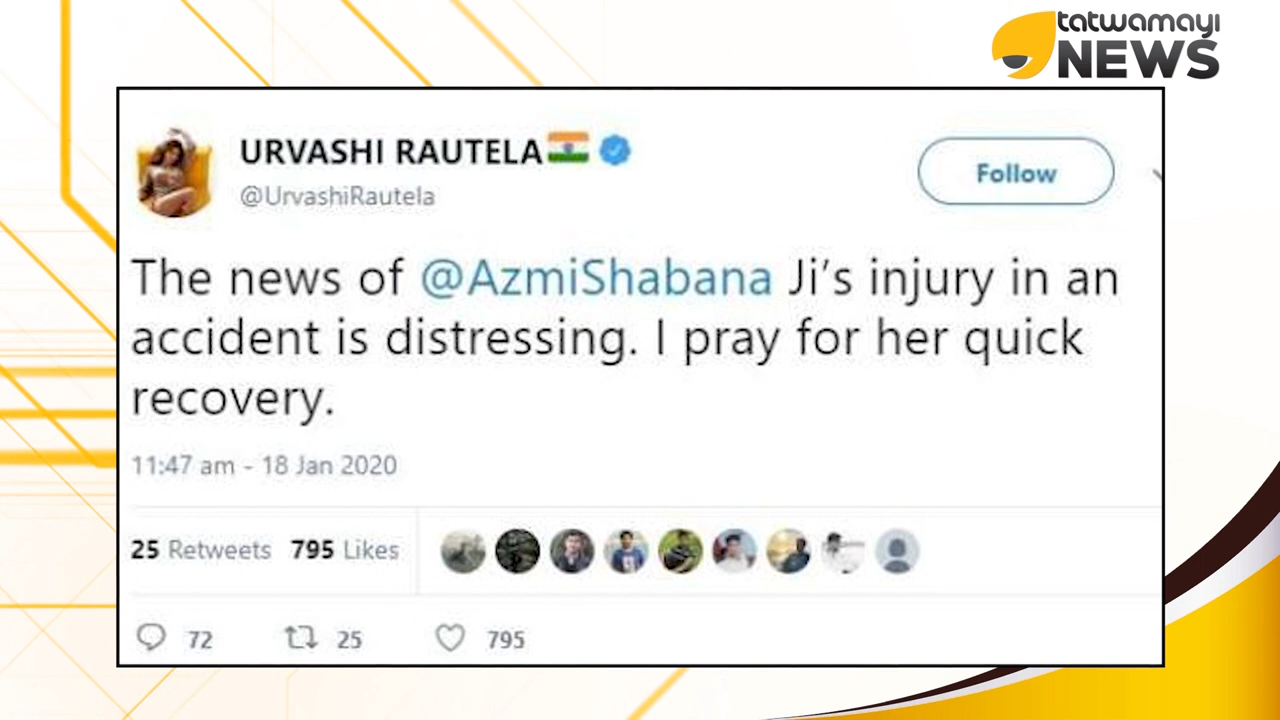 tatwamayi
NEWS
URVASHI RAUTELA
@UrvashiRautela
Follow
The news of @AzmiShabana Ji’s injury in an
accident is distressing. I pray for her quick
recovery.
11:47 am - 18 Jan 2020
25 Retweets 795 Likes
72 25 795